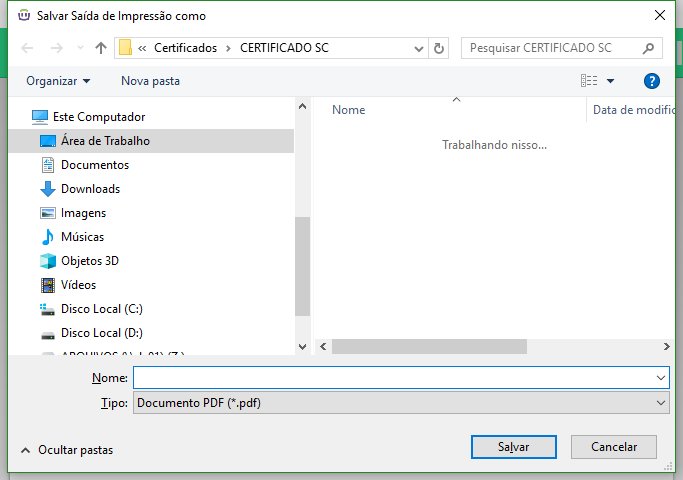 Salvar Saída de Impressão como
« Certificados › CERTIFICADO SC
Pesquisar CERTIFICADO SC
Organizar
Nova pasta
?
Este Computador
Área de Trabalho
Documentos
Downloads
Imagens
Músicas
Objetos 3D
Vídeos
Disco Local (C:)
Disco Local (D:)
Nome
Data de modific
Trabalhando nisso...
Nome:
Tipo: Documento PDF (*.pdf)
Ocultar pastas
Salvar
Cancelar